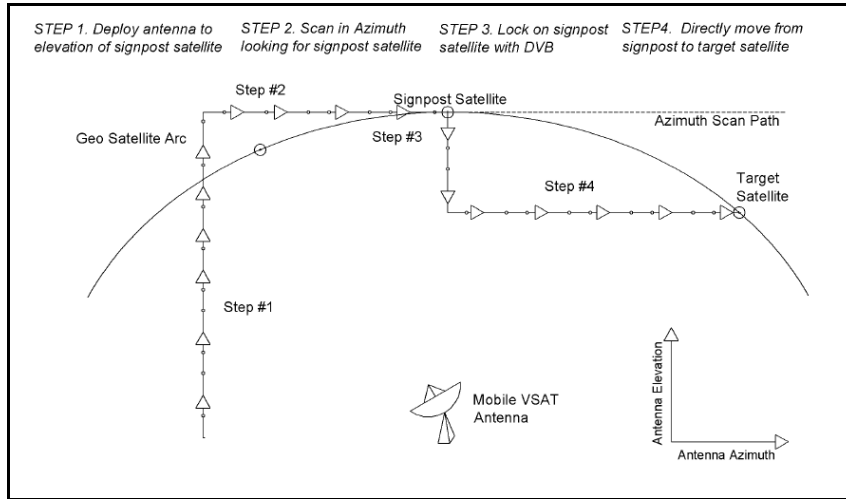 STEP 1. Deploy antenna to
elevation of signpost satellite
STEP 2. Scan in Azimuth
looking for signpost satellite
STEP 3. Lock on signpost
satellite with DVB
STEP4. Directly move from
signpost to target satellite
Step #2
Signpost Satellite
Azimuth Scan Path
Geo Satellite Arc
Step #3
Step #4
Target
Satellite
Step #1
Mobile VSAT
Antenna
Antenna Elevation
Antenna Azimuth